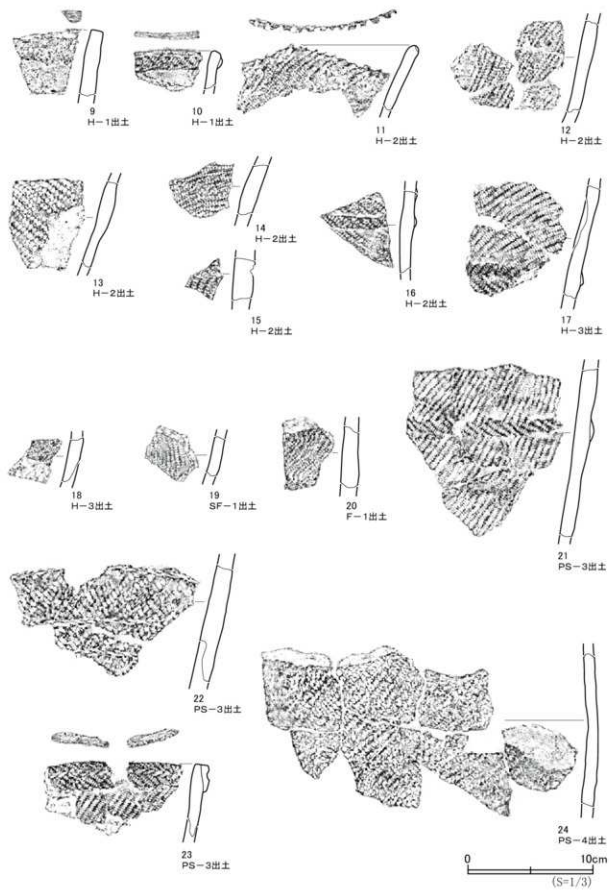 9
H-1出土
10
H-1出土
11
H-2出土
12
H-2出土
13
H-2出土
14
H-2出土
15
H-2出土
16
H-2出土
17
H-3出土
18
H-3出土
19
SF-1出土
20
F-1出土
21
PS-3出土
22
PS-3出土
23
PS-3出土
24
PS-4出土
0 10cm
(S=1/3)